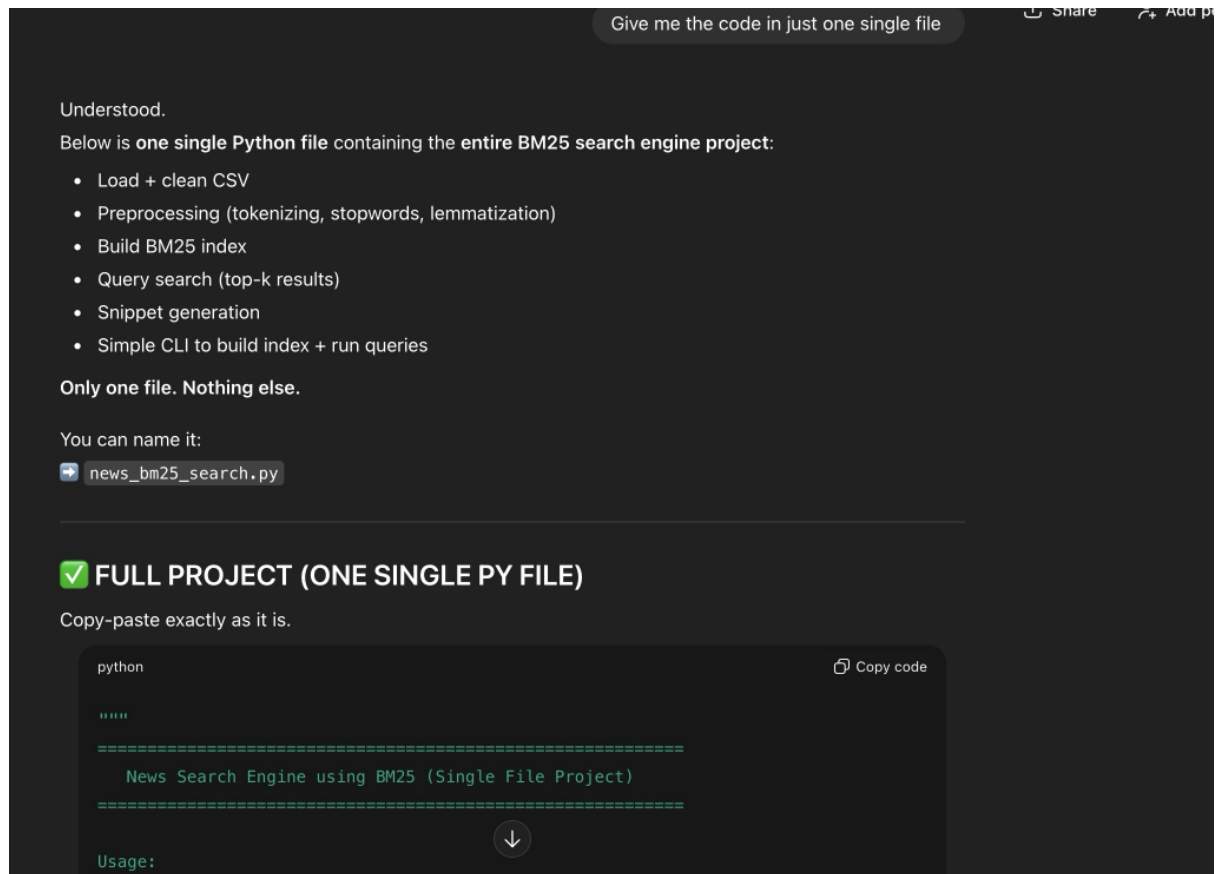 Give me the code in just one single file
Share
Understood.
Below is one single Python file containing the entire BM25 search engine project:
• Load + clean CSV
• Preprocessing (tokenizing, stopwords, lemmatization)
• Build BM25 index
• Query search (top-k results)
• Snippet generation
• Simple CLI to build index + run queries
Only one file. Nothing else.
You can name it:
➡️ news_bm25_search.py
✅ FULL PROJECT (ONE SINGLE PY FILE)
Copy-paste exactly as it is.
python
Copy code
"""
============================================================
News Search Engine using BM25 (Single File Project)
============================================================
Usage: